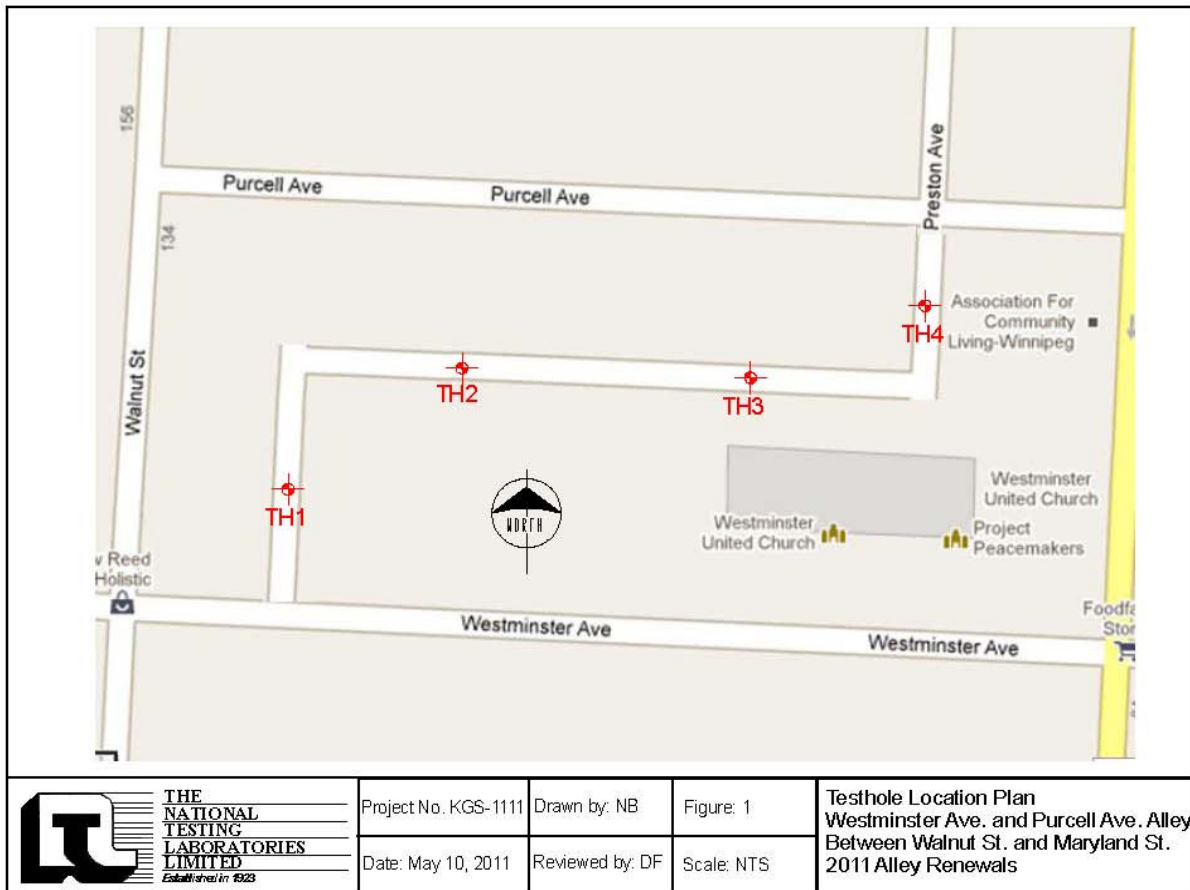 156
Purcell Ave
Purcell Ave
Preston Ave
134
Association For
Community
Living-Winnipeg
TH4
Walnut St
TH2
TH3
TH1
NORTH
Westminster
United Church
Westminster
United Church
Project
Peacemakers
w Reed
Holistic
Westminster Ave
Westminster Ave
Foodfa
Stor
THE
NATIONAL
TESTING
LABORATORIES
LIMITED
Established in 1923
Project No. KGS-1111
Drawn by: NB
Figure: 1
Date: May 10, 2011
Reviewed by: DF
Scale: NTS
Testhole Location Plan
Westminster Ave. and Purcell Ave. Alley
Between Walnut St. and Maryland St.
2011 Alley Renewals